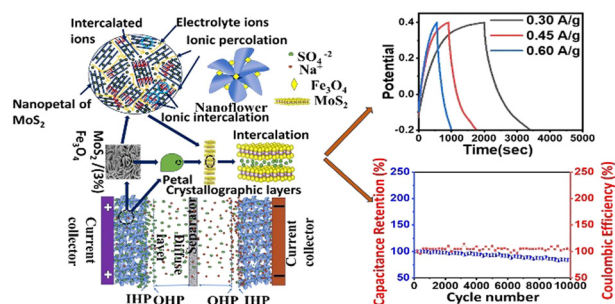 Intercalated
ions
Electrolyte ions
Ionic percolation
SO₄⁻²
Na⁺
Fe₃O₄
MoS₂
Nanoflower
Nanopetal of
MoS₂
Ionic intercalation
Intercalation
MoS₂ /(3%)
Fe₃O₄
Petal
Crystallographic layers
Current
collector
+
Diffuse
layer
Separator
−
Current
collector
IHP OHP OHP IHP
Potential
0.4
0.2
0.0
-0.2
0.30 A/g
0.45 A/g
0.60 A/g
0 1000 2000 3000 4000 5000
Time(sec)
Capacitance Retention (%)
250
200
150
100
50
0 2000 4000 6000 8000 10000
Cycle number
250
200
150
100
50
Coulombic Efficiency (%)